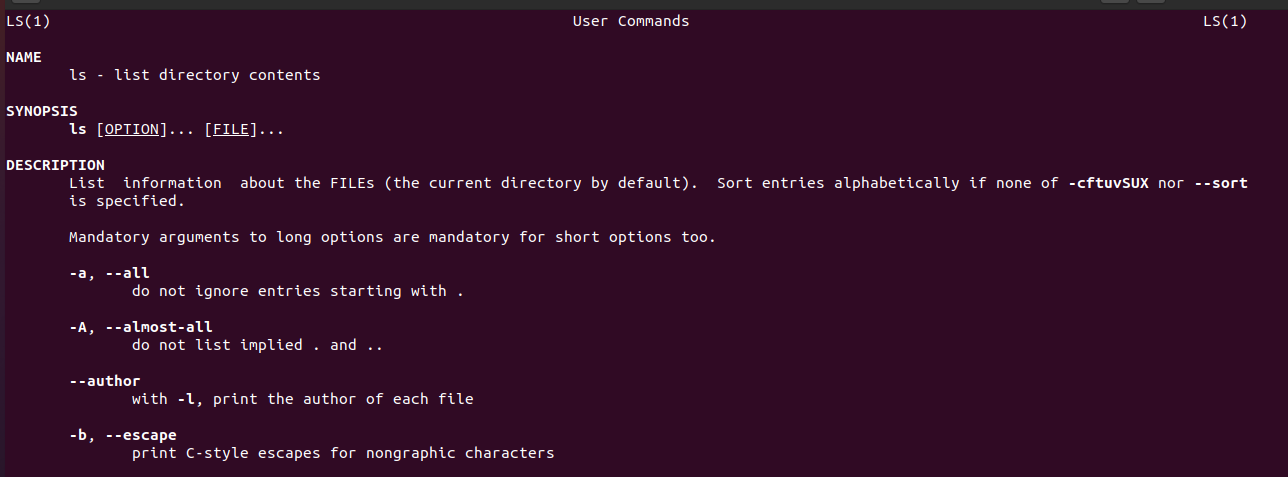 LS(1) User Commands LS(1)
NAME
ls - list directory contents
SYNOPSIS
ls [OPTION]... [FILE]...
DESCRIPTION
List  information  about the FILEs (the current directory by default).  Sort entries alphabetically if none of -cftuvSUX nor --sort
is specified.
Mandatory arguments to long options are mandatory for short options too.
-a, --all
do not ignore entries starting with .
-A, --almost-all
do not list implied . and ..
--author
with -l, print the author of each file
-b, --escape
print C-style escapes for nongraphic characters